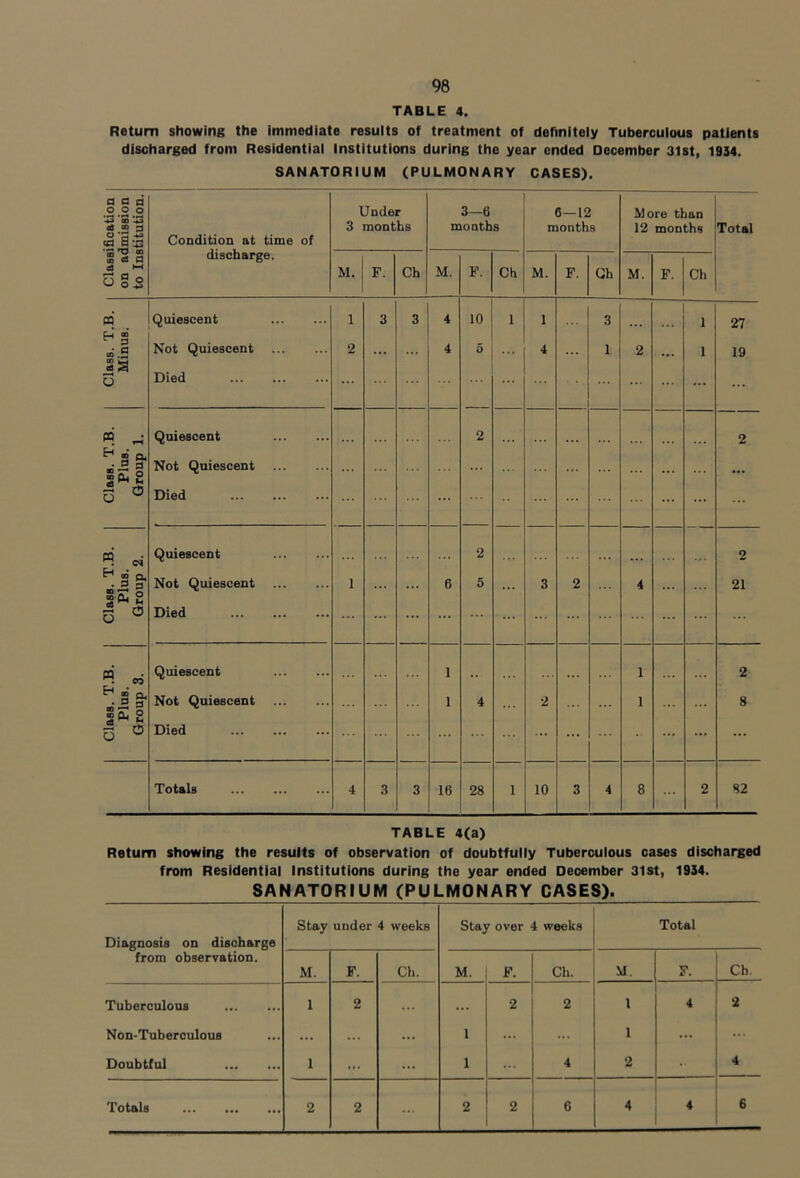 98
TABLE 4.
Return showing the immediate results of treatment of definitely Tuberculous patients
discharged from Residential Institutions during the year ended December 31st, 1934.
SANATORIUM (PULMONARY CASES).
Classification on admission to Institution. Condition at time of discharge. Under 3 months 3—6 months 6—12 months More than 12 months Total
M. F. Ch M. F. Ch M. F. Ch M. F. Ch
Class. T.B. Minus.
Quiescent ... ... 1 3 3 4 10 1 1 ... 3 ... ... 1 27
Not Quiescent ... ... 2 ... ... 4 5 ... 4 ... 1 2 ... 1 19
Died ... ... ... ... ... ... ... ... ... ... ... ... ... ... ... ...
Class. T.B. Plus. Group 1.
Quiescent ... ... ... ... ... ... 2 ... ... ... ... ... ... ... 2
Not Quiescent ... ... ... ... ... ... ... ... ... ... ... ... ... ... ...
Died ... ... ... ... ... ... ... ... ... ... ... ... ... ... ... ...
Class. T.B. Plus. Group 2.
Quiescent ... ... ... ... ... ... 2 ... ... ... ... ... ... ... 2
Not Quiescent ... ... 1 ... ... 6 5 ... 3 2 ... 4 ... ... 21
Died ... ... ... ... ... ... ... ... ... ... ... ... ... ... ... ...
Class. T.B. Plus. Group 3.
Quiescent ... ... ... ... ... 1 .. ... ... ... ... 1 ... ... 2
Not Quiescent ... ... ... ... ... 1 4 ... 2 ... ... 1 ... ... 8
Died ... ... ... ... ... ... ... ... ... ... ... ... .. ... ... ...
Totals ... ... ... 4 3 3 16 28 1 10 3 4 8 ... 2 82
TABLE 4(a)
Return showing the results of observation of doubtfully Tuberculous cases discharged
from Residential Institutions during the year ended December 31st, 1934.
SANATORIUM (PULMONARY CASES).
Diagnosis on discharge from observation. Stay under 4 weeks Stay over 4 weeks Total
M. F. Ch. M. F. Ch. M. F. Ch.
Tuberculous ... ... 1 2 ... ... 2 2 1 4 2
Non-Tuberculous ... ... ... ... 1 ... ... 1 ... ...
Doubtful ... ... 1 ... ... 1 ... 4 2 .. 4
Totals ... ... ... 2 2 ... 2 2 6 4 4 6